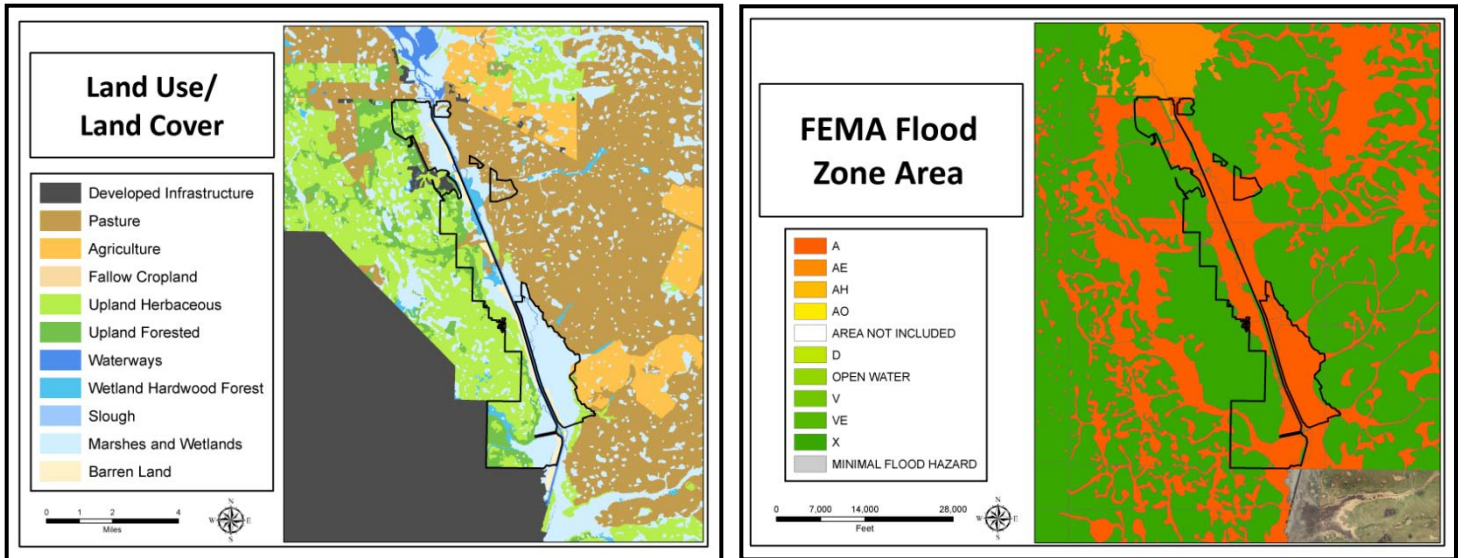 Land Use/
Land Cover
Developed Infrastructure
Pasture
Agriculture
Fallow Cropland
Upland Herbaceous
Upland Forested
Waterways
Wetland Hardwood Forest
Slough
Marshes and Wetlands
Barren Land
0 2 4
Miles
N
W E
S
FEMA Flood
Zone Area
A
AE
AH
AO
AREA NOT INCLUDED
D
OPEN WATER
V
VE
X
MINIMAL FLOOD HAZARD
0 7,000 14,000 28,000
Feet
N
W E
S